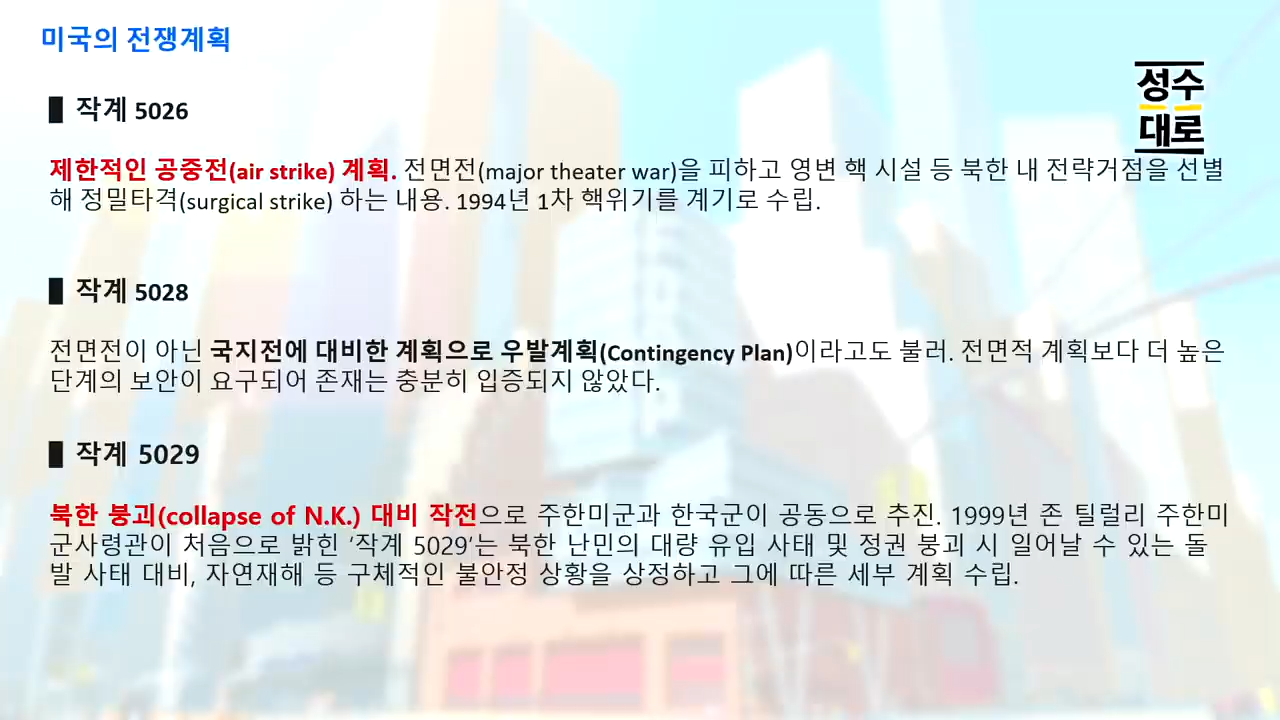 미국의 전쟁계획
성수
대로
작계 5026
제한적인 공중전(air strike) 계획. 전면전(major theater war)을 피하고 영변 핵 시설 등 북한 내 전략거점을 선별
해 정밀타격(surgical strike) 하는 내용. 1994년 1차 핵위기를 계기로 수립.
작계 5028
전면전이 아닌 국지전에 대비한 계획으로 우발계획(Contingency Plan)이라고도 불러. 전면적 계획보다 더 높은
단계의 보안이 요구되어 존재는 충분히 입증되지 않았다.
작계 5029
북한 붕괴(collapse of N.K.) 대비 작전으로 주한미군과 한국군이 공동으로 추진. 1999년 존 틸럴리 주한미
군사령관이 처음으로 밝힌 '작계 5029'는 북한 난민의 대량 유입 사태 및 정권 붕괴 시 일어날 수 있는 돌
발 사태 대비, 자연재해 등 구체적인 불안정 상황을 상정하고 그에 따른 세부 계획 수립.